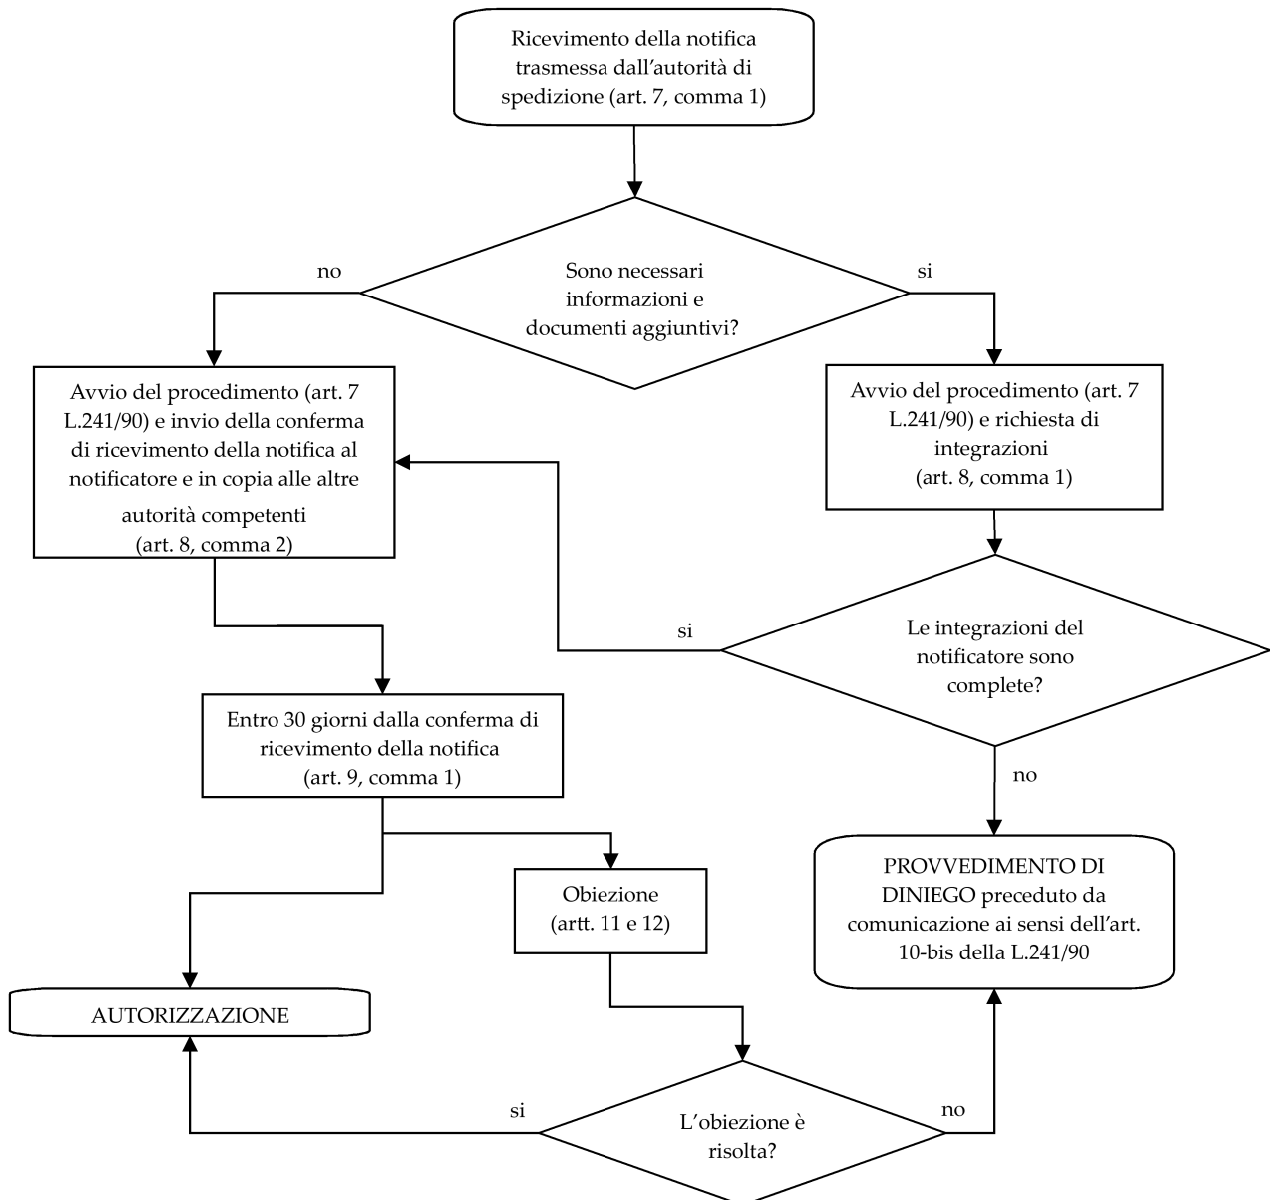 Ricevimento della notifica
trasmessa dall'autorità di
spedizione (art. 7, comma 1)
no
Sono necessari
informazioni e
documenti aggiuntivi?
si
Avvio del procedimento (art. 7
L.241/90) e invio della conferma
di ricevimento della notifica al
notificatore e in copia alle altre
autorità competenti
(art. 8, comma 2)
Avvio del procedimento (art. 7
L.241/90) e richiesta di
integrazioni
(art. 8, comma 1)
si
Le integrazioni del
notificatore sono
complete?
no
Entro 30 giorni dalla conferma di
ricevimento della notifica
(art. 9, comma 1)
Obiezione
(artt. 11 e 12)
PROVVEDIMENTO DI
DINIEGO preceduto da
comunicazione ai sensi dell'art.
10-bis della L.241/90
AUTORIZZAZIONE
si
L'obiezione è
risolta?
no